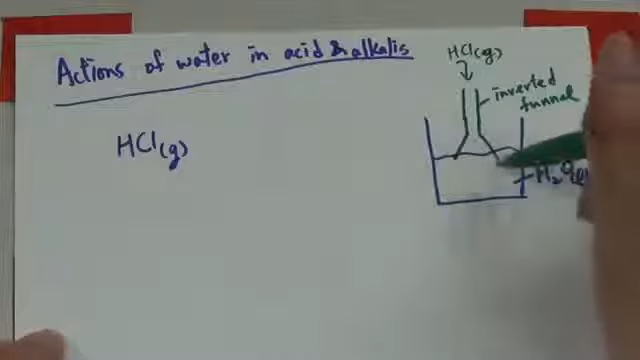 Actions of water in acid & alkalis
HCl(g)
HCl(g)
inverted
funnel